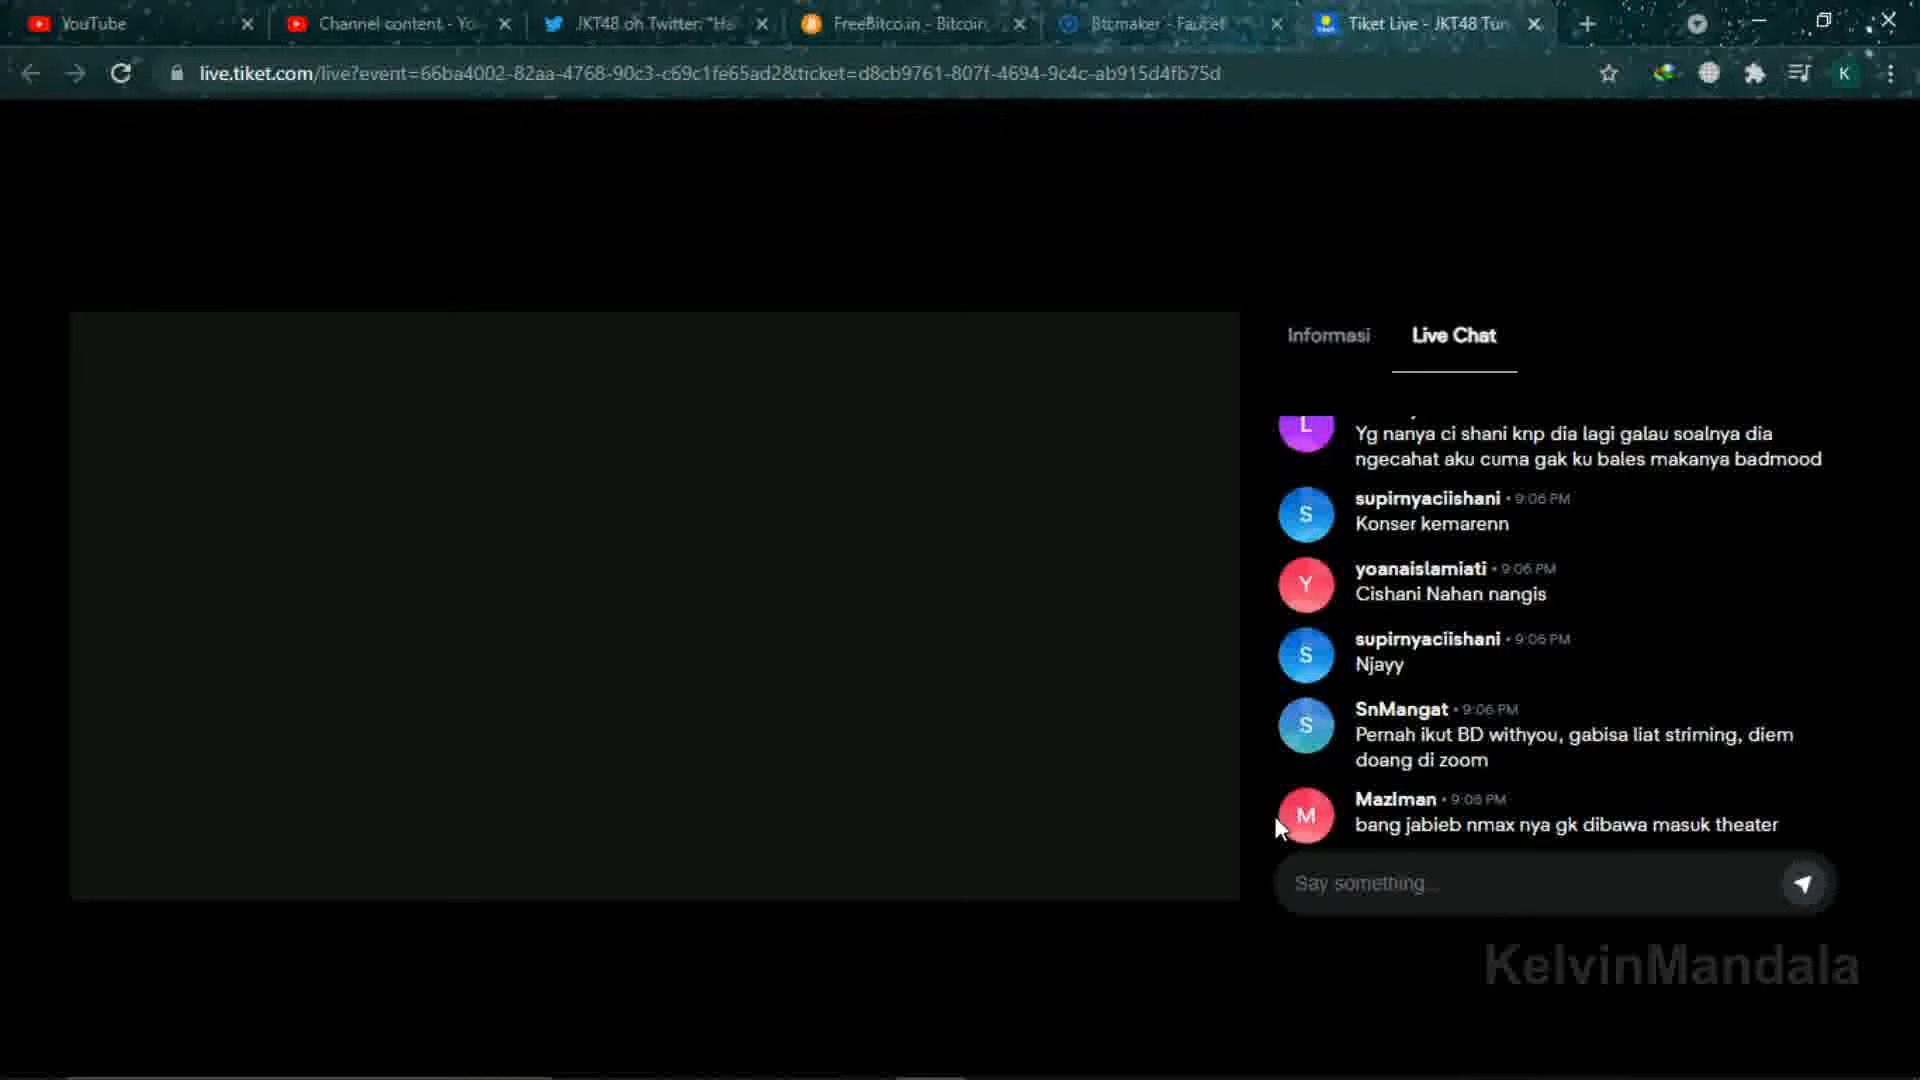 YouTube
Channel content - Yo
JKT48 on Twitter: "Ha
FreeBitco.in - Bitcoin
Btcmaker - Faucet
Tiket Live - JKT48 Tun
live.tiket.com/live?event=66ba4002-82aa-4768-90c3-c69c1fe65ad2&ticket=d8cb9761-807f-4694-9c4c-ab915d4fb75d
K
Informasi
Live Chat
L
Yg nanya ci shani knp dia lagi galau soalnya dia
ngecahat aku cuma gak ku bales makanya badmood
S
supirnyaciishani • 9:06 PM
Konser kemarenn
Y
yoanaislamiati • 9:06 PM
Cishani Nahan nangis
S
supirnyaciishani • 9:06 PM
Njayy
S
SnMangat • 9:06 PM
Pernah ikut BD withyou, gabisa liat striming, diem
doang di zoom
M
MazIman • 9:06 PM
bang jabieb nmax nya gk dibawa masuk theater
Say something...
KelvinMandala